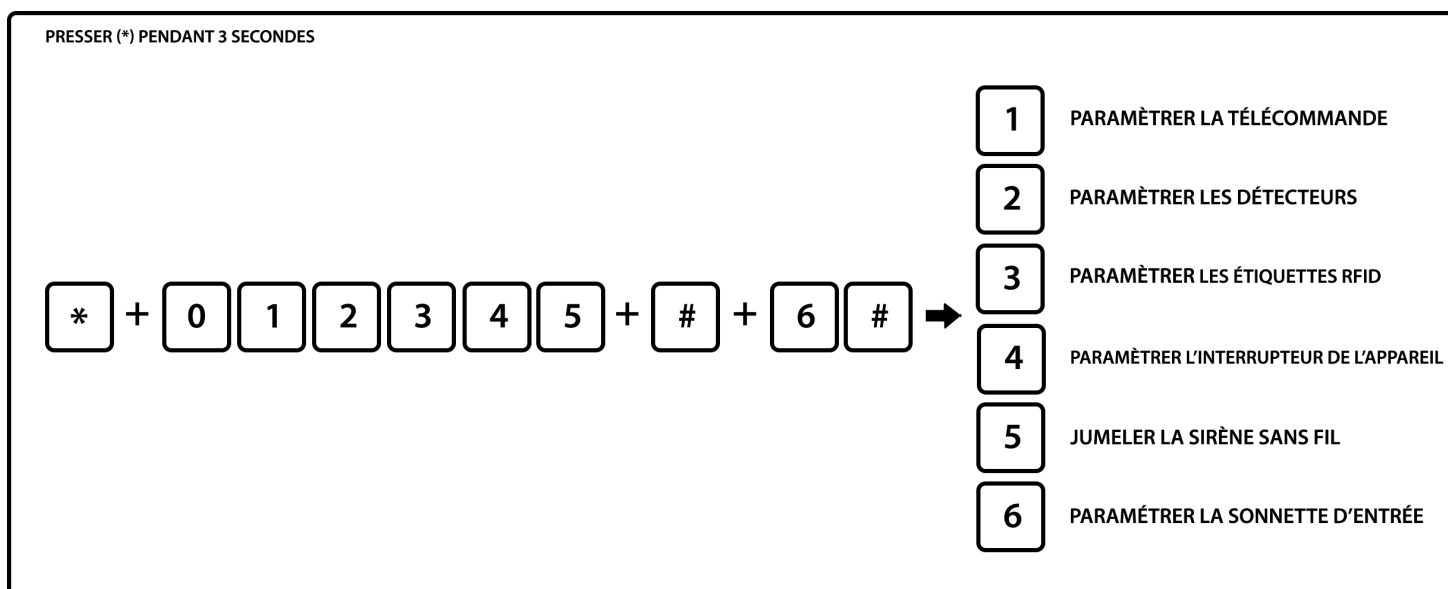 PRESSER (*) PENDANT 3 SECONDES
1 PARAMÈTRER LA TÉLÉCOMMANDE
2 PARAMÈTRER LES DÉTECTEURS
3 PARAMÈTRER LES ÉTIQUETTES RFID
* + 0 1 2 3 4 5 + # + 6 #
4 PARAMÈTRER L'INTERRUPTEUR DE L'APPAREIL
5 JUMELER LA SIRÈNE SANS FIL
6 PARAMÉTRER LA SONNETTE D'ENTRÉE